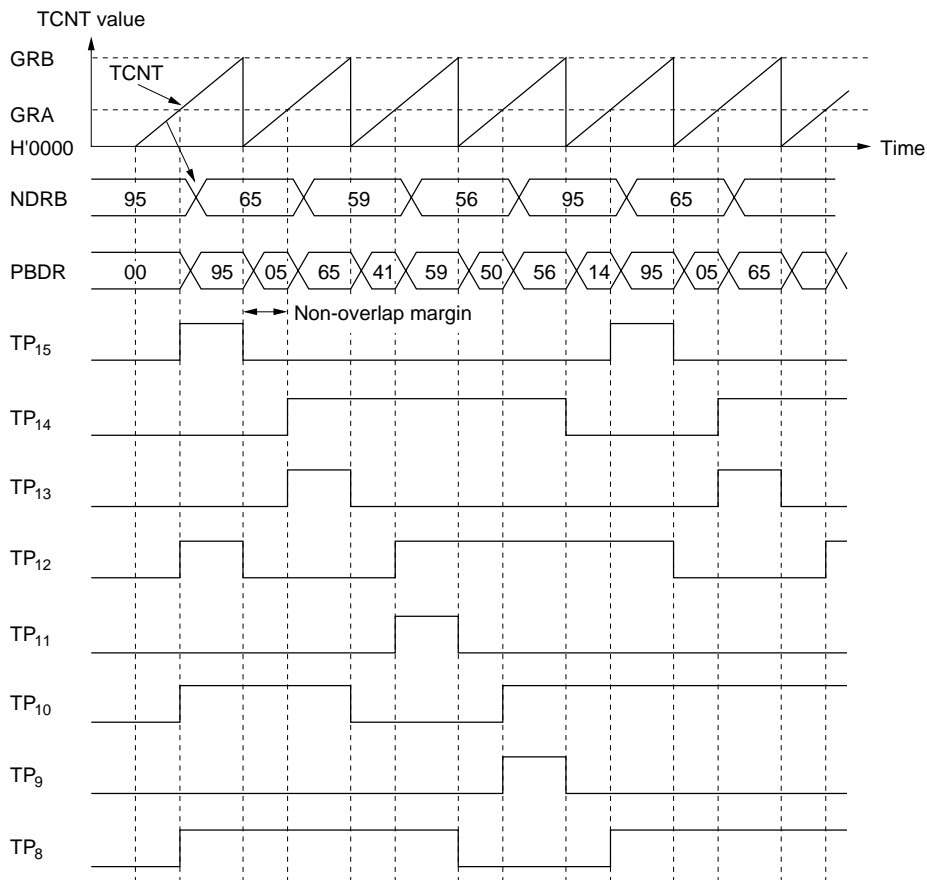 TCNT value
GRB
TCNT
GRA
H'0000
Time
NDRB 95 65 59 56 95 65
PBDR 00 95 05 65 41 59 50 56 14 95 05 65
Non-overlap margin
TP15
TP14
TP13
TP12
TP11
TP10
TP9
TP8